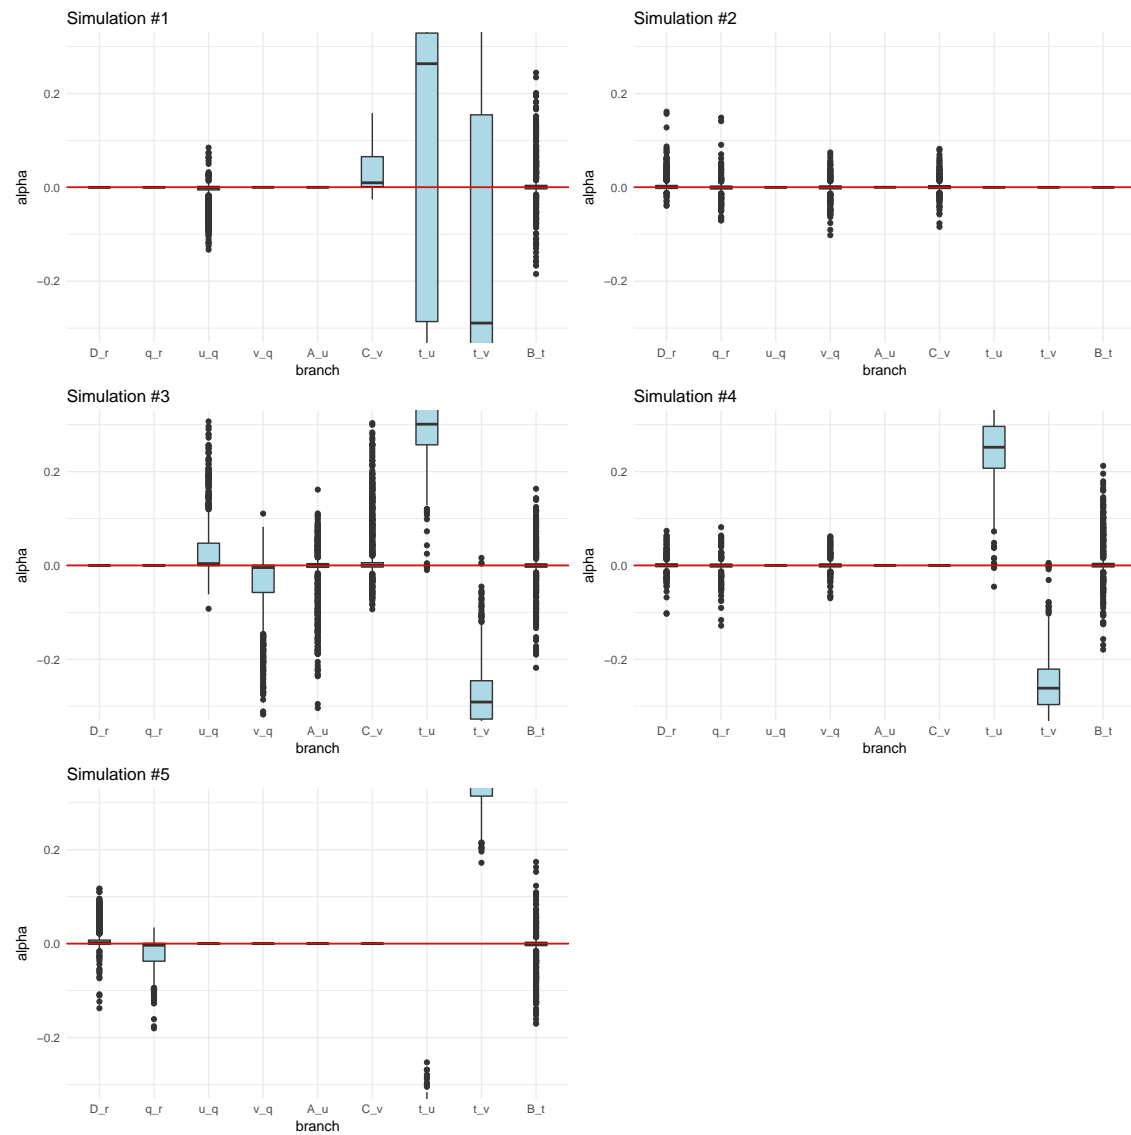 Simulation #1
alpha
0.2
0.0
−0.2
D_r q_r u_q v_q A_u C_v t_u t_v B_t
branch
Simulation #2
alpha
0.2
0.0
−0.2
D_r q_r u_q v_q A_u C_v t_u t_v B_t
branch
Simulation #3
alpha
0.2
0.0
−0.2
D_r q_r u_q v_q A_u C_v t_u t_v B_t
branch
Simulation #4
alpha
0.2
0.0
−0.2
D_r q_r u_q v_q A_u C_v t_u t_v B_t
branch
Simulation #5
alpha
0.2
0.0
−0.2
D_r q_r u_q v_q A_u C_v t_u t_v B_t
branch